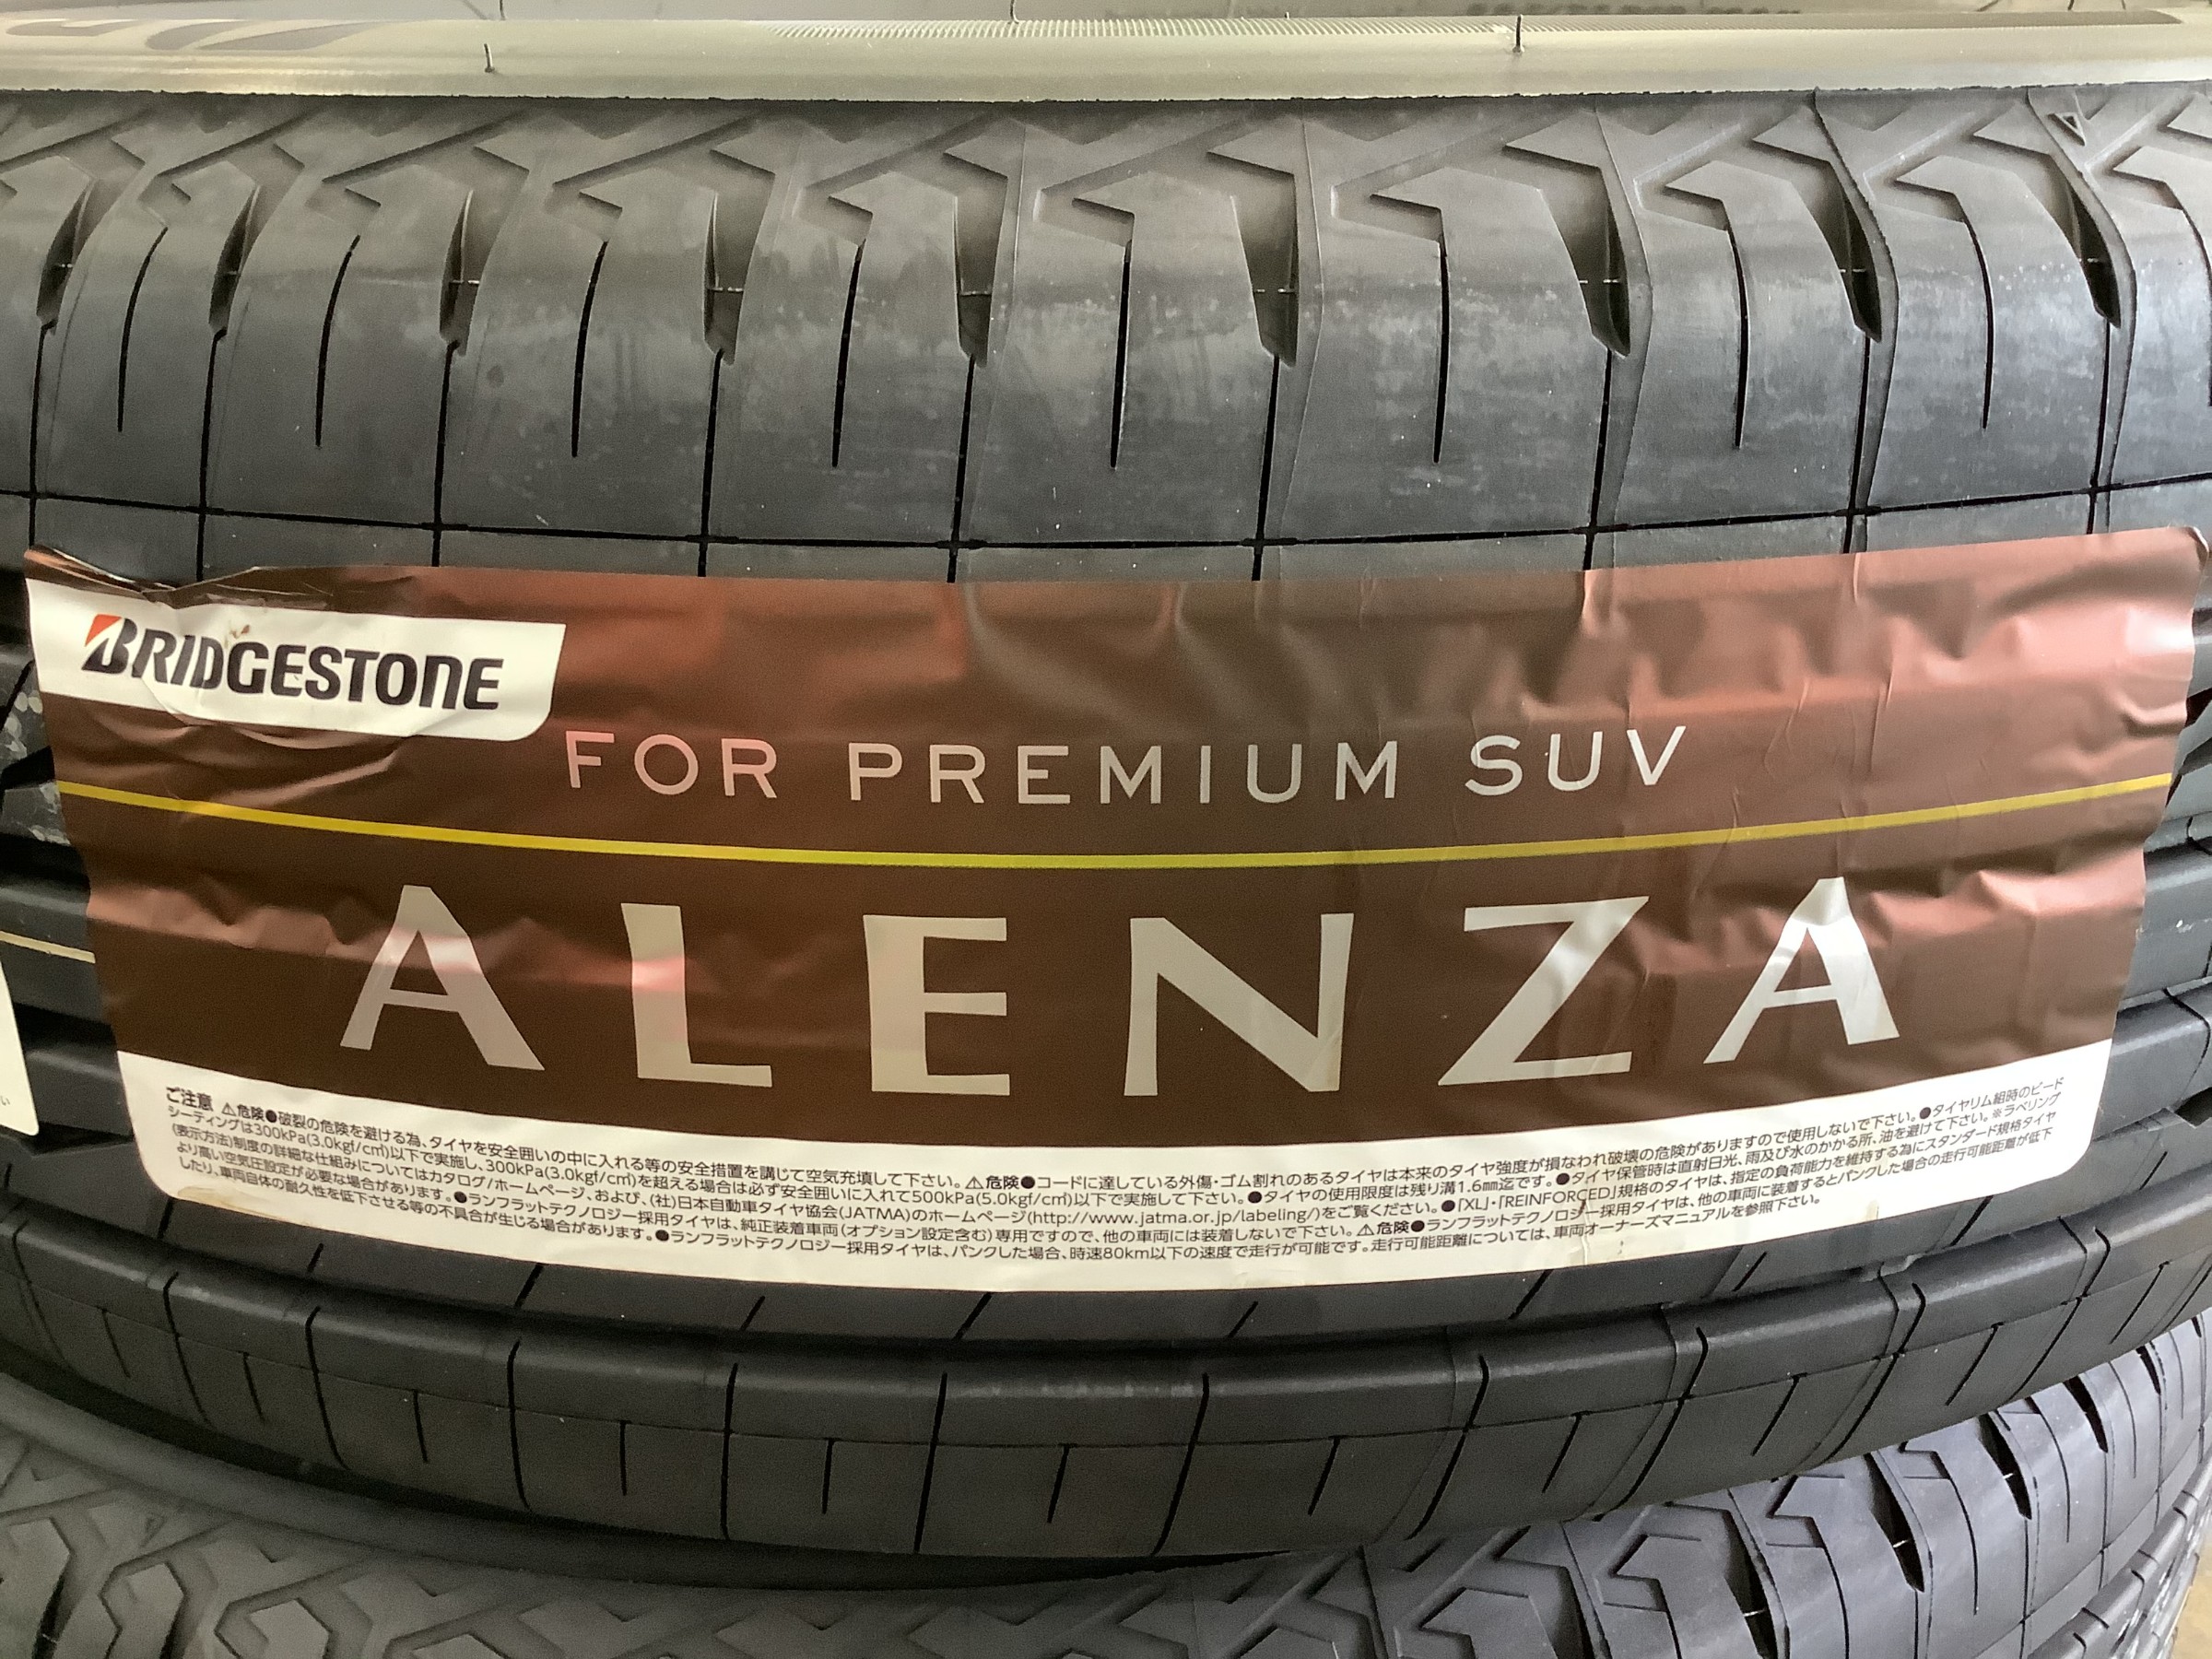 BRIDGESTONE
FOR PREMIUM SUV
ALENZA
ご注意 ⚠危険●破裂の危険を避ける為、タイヤを安全囲いの中に入れる等の安全措置を講じて空気充填して下さい。⚠危険●コードに達している外傷・ゴム割れのあるタイヤは本来のタイヤ強度が損なわれ破壊の危険がありますので使用しないで下さい。●タイヤリム組時のビード
シーティングは300kPa(3.0kgf/cm²)以下で実施し、300kPa(3.0kgf/cm²)を超える場合は必ず安全囲いに入れて500kPa(5.0kgf/cm²)以下で実施して下さい。●タイヤの使用限度は残り溝1.6mm迄です。●タイヤ保管時は直射日光、雨及び水のかかる所、油を避けて下さい。※ラベリング
(表示方法)制度の詳細な仕組みについてはカタログ/ホームページ、および、(社)日本自動車タイヤ協会(JATMA)のホームページ(http://www.jatma.or.jp/labeling/)をご覧ください。●「XL」・「REINFORCED」規格のタイヤは、指定の負荷能力を維持する為にスタンダード規格タイヤ
より高い空気圧設定が必要な場合があります。●ランフラットテクノロジー採用タイヤは、純正装着車両(オプション設定含む)専用ですので、他の車両には装着しないで下さい。⚠危険●ランフラットテクノロジー採用タイヤは、他の車両に装着するとパンクした場合の走行可能距離が低下
したり、車両自体の耐久性を低下させる等の不具合が生じる場合があります。●ランフラットテクノロジー採用タイヤは、パンクした場合、時速80km以下の速度で走行が可能です。走行可能距離については、車両オーナーズマニュアルを参照下さい。